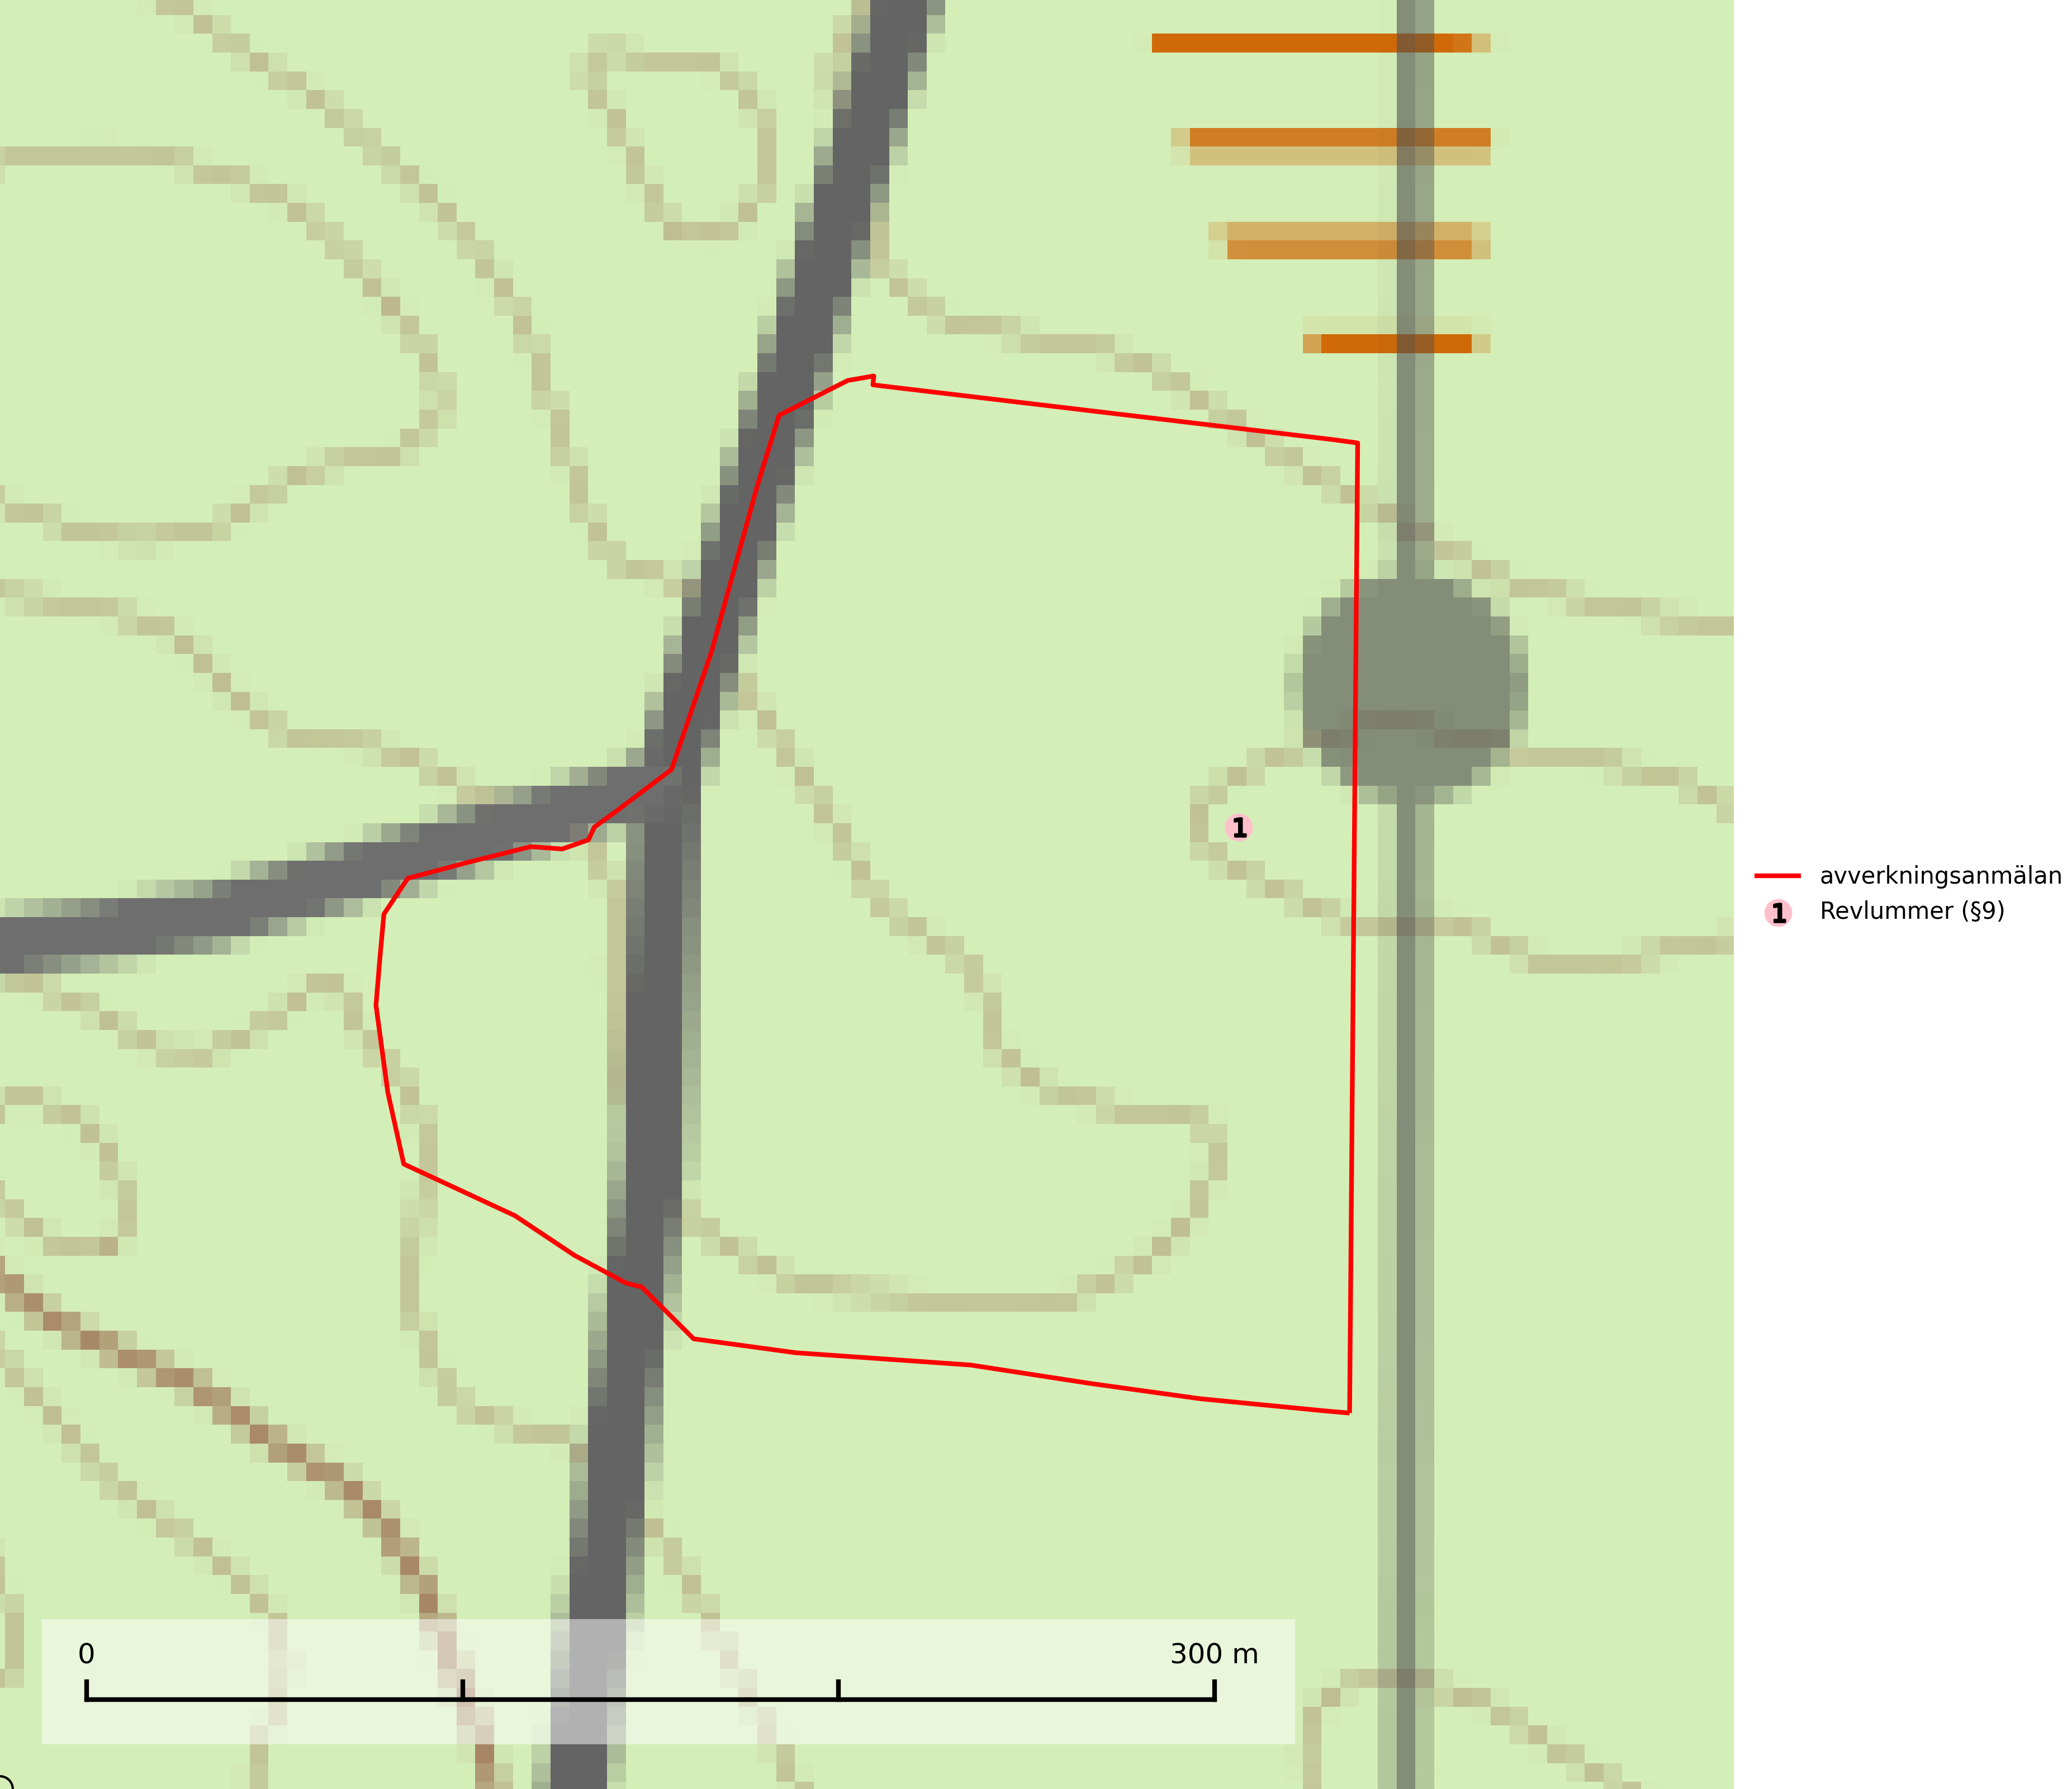 1
avverkningsanmälan
1 Revlummer (§9)
0 300 m